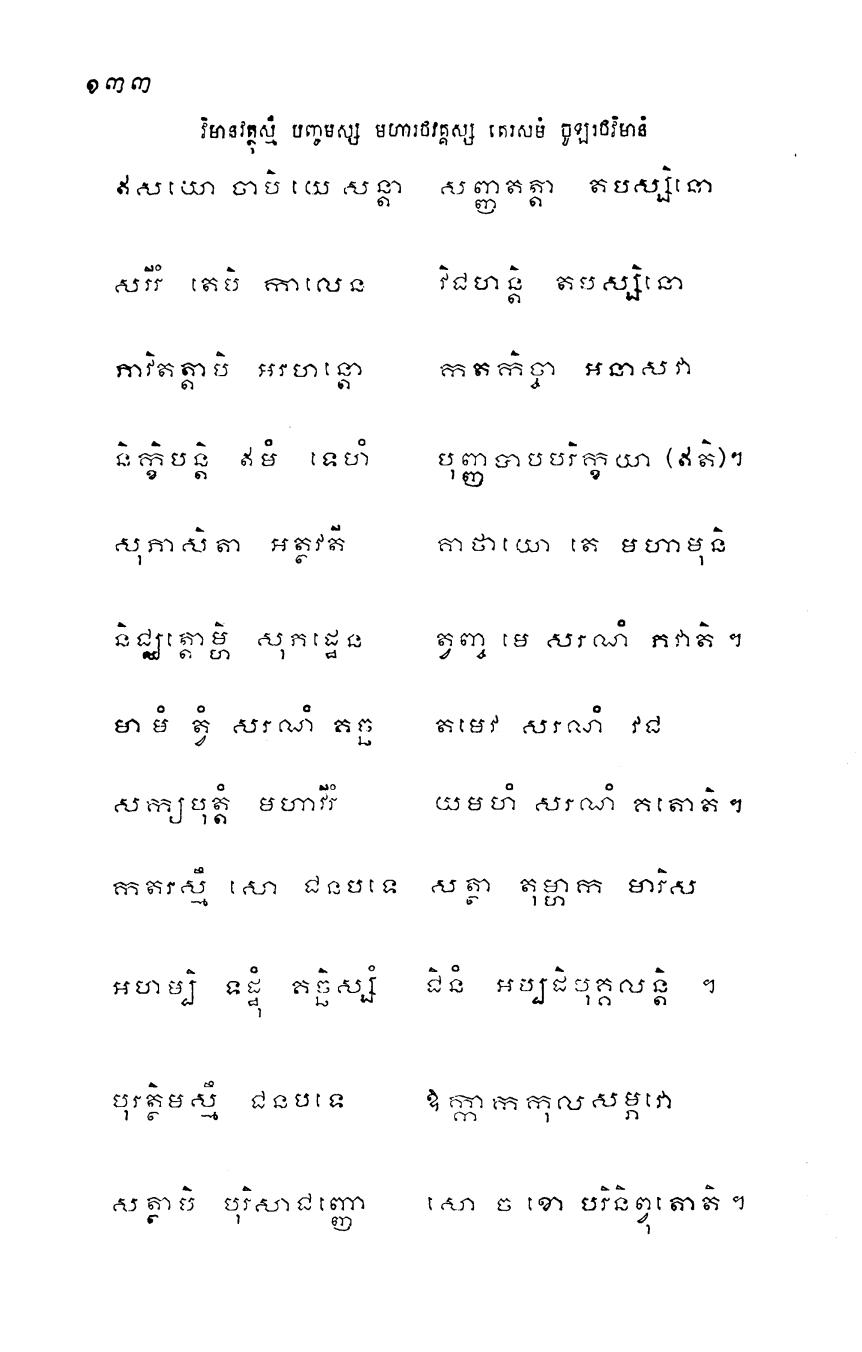 ១៣៣
វិមានវត្ថុស្មឹ បញ្ចមស្ស មហារថវគ្គស្ស តេរសមំ ចូឡរថវិមានំ
ឥសយោ ចាបិ យេ សន្តា សញ្ញតត្តា តបស្សិនោ
សរីរំ តេបិ កាលេន វិជហន្តិ តបស្សិនោ
ភាវិតត្តាបិ អរហន្តោ កតកិច្ចា អនាសវា
និក្ខិបន្តិ ឥមំ ទេហំ បុញ្ញបាបបរិក្ខយា (ឥតិ)។
សុភាសិតា អត្ថវតី គាថាយោ តេ មហាមុនិ
និជ្ឈត្តោម្ហិ សុភដ្ឋេន ត្វញ្ច មេ សរណំ ភវាតិ ។
មា មំ ត្វំ សរណំ គច្ឆ តមេវ សរណំ វជ
សក្យបុត្តំ មហាវីរំ យមហំ សរណំ គតោតិ ។
កតរស្មឹ សោ ជនបទេ សត្ថា តុម្ហាក មារិស
អហម្បិ ទដ្ឋុំ គច្ឆិស្សំ ជិនំ អប្បដិបុគ្គលន្តិ ។
បុរត្ថិមស្មឹ ជនបទេ ឱក្កាកកុលសម្ភវោ
សត្ថាបិ បុរិសាជញ្ញោ សោ ច ខោ បរិនិព្វុតោតិ ។